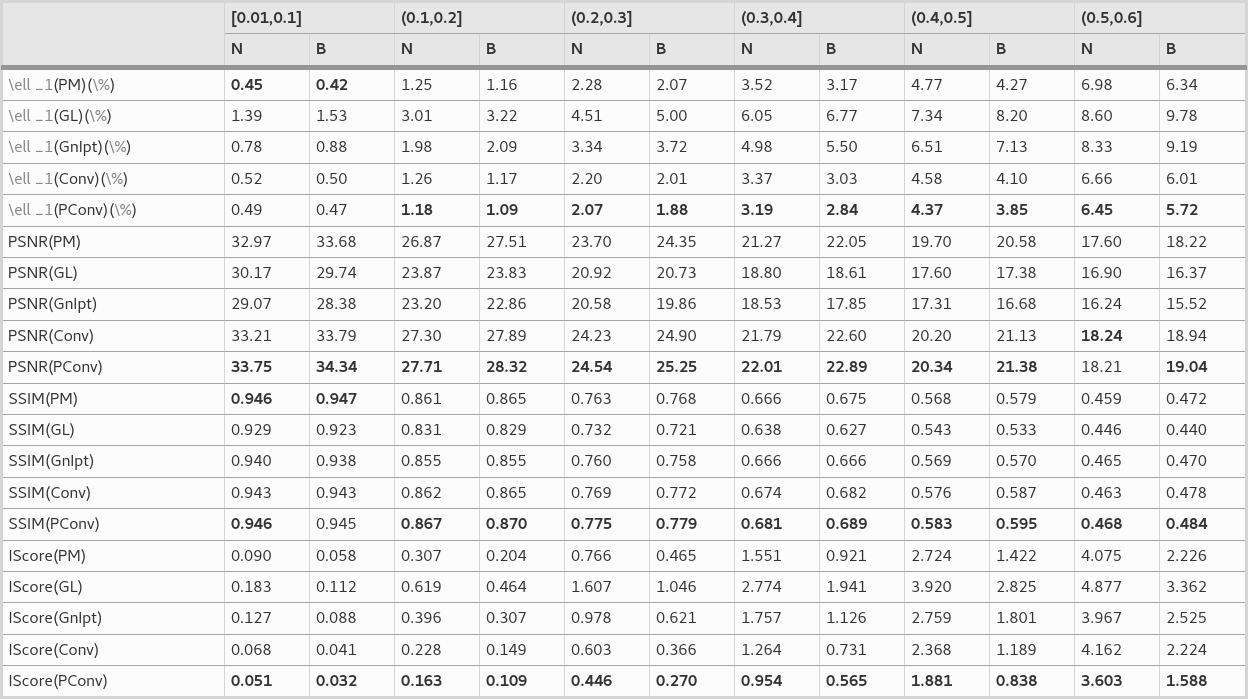 [0.01,0.1] (0.1,0.2] (0.2,0.3] (0.3,0.4] (0.4,0.5] (0.5,0.6]
N B N B N B N B N B N B
\ell _1(PM)(\%) 0.45 0.42 1.25 1.16 2.28 2.07 3.52 3.17 4.77 4.27 6.98 6.34
\ell _1(GL)(\%) 1.39 1.53 3.01 3.22 4.51 5.00 6.05 6.77 7.34 8.20 8.60 9.78
\ell _1(GnIpt)(\%) 0.78 0.88 1.98 2.09 3.34 3.72 4.98 5.50 6.51 7.13 8.33 9.19
\ell _1(Conv)(\%) 0.52 0.50 1.26 1.17 2.20 2.01 3.37 3.03 4.58 4.10 6.66 6.01
\ell _1(PConv)(\%) 0.49 0.47 1.18 1.09 2.07 1.88 3.19 2.84 4.37 3.85 6.45 5.72
PSNR(PM) 32.97 33.68 26.87 27.51 23.70 24.35 21.27 22.05 19.70 20.58 17.60 18.22
PSNR(GL) 30.17 29.74 23.87 23.83 20.92 20.73 18.80 18.61 17.60 17.38 16.90 16.37
PSNR(GnIpt) 29.07 28.38 23.20 22.86 20.58 19.86 18.53 17.85 17.31 16.68 16.24 15.52
PSNR(Conv) 33.21 33.79 27.30 27.89 24.23 24.90 21.79 22.60 20.20 21.13 18.24 18.94
PSNR(PConv) 33.75 34.34 27.71 28.32 24.54 25.25 22.01 22.89 20.34 21.38 18.21 19.04
SSIM(PM) 0.946 0.947 0.861 0.865 0.763 0.768 0.666 0.675 0.568 0.579 0.459 0.472
SSIM(GL) 0.929 0.923 0.831 0.829 0.732 0.721 0.638 0.627 0.543 0.533 0.446 0.440
SSIM(GnIpt) 0.940 0.938 0.855 0.855 0.760 0.758 0.666 0.666 0.569 0.570 0.465 0.470
SSIM(Conv) 0.943 0.943 0.862 0.865 0.769 0.772 0.674 0.682 0.576 0.587 0.463 0.478
SSIM(PConv) 0.946 0.945 0.867 0.870 0.775 0.779 0.681 0.689 0.583 0.595 0.468 0.484
IScore(PM) 0.090 0.058 0.307 0.204 0.766 0.465 1.551 0.921 2.724 1.422 4.075 2.226
IScore(GL) 0.183 0.112 0.619 0.464 1.607 1.046 2.774 1.941 3.920 2.825 4.877 3.362
IScore(GnIpt) 0.127 0.088 0.396 0.307 0.978 0.621 1.757 1.126 2.759 1.801 3.967 2.525
IScore(Conv) 0.068 0.041 0.228 0.149 0.603 0.366 1.264 0.731 2.368 1.189 4.162 2.224
IScore(PConv) 0.051 0.032 0.163 0.109 0.446 0.270 0.954 0.565 1.881 0.838 3.603 1.588